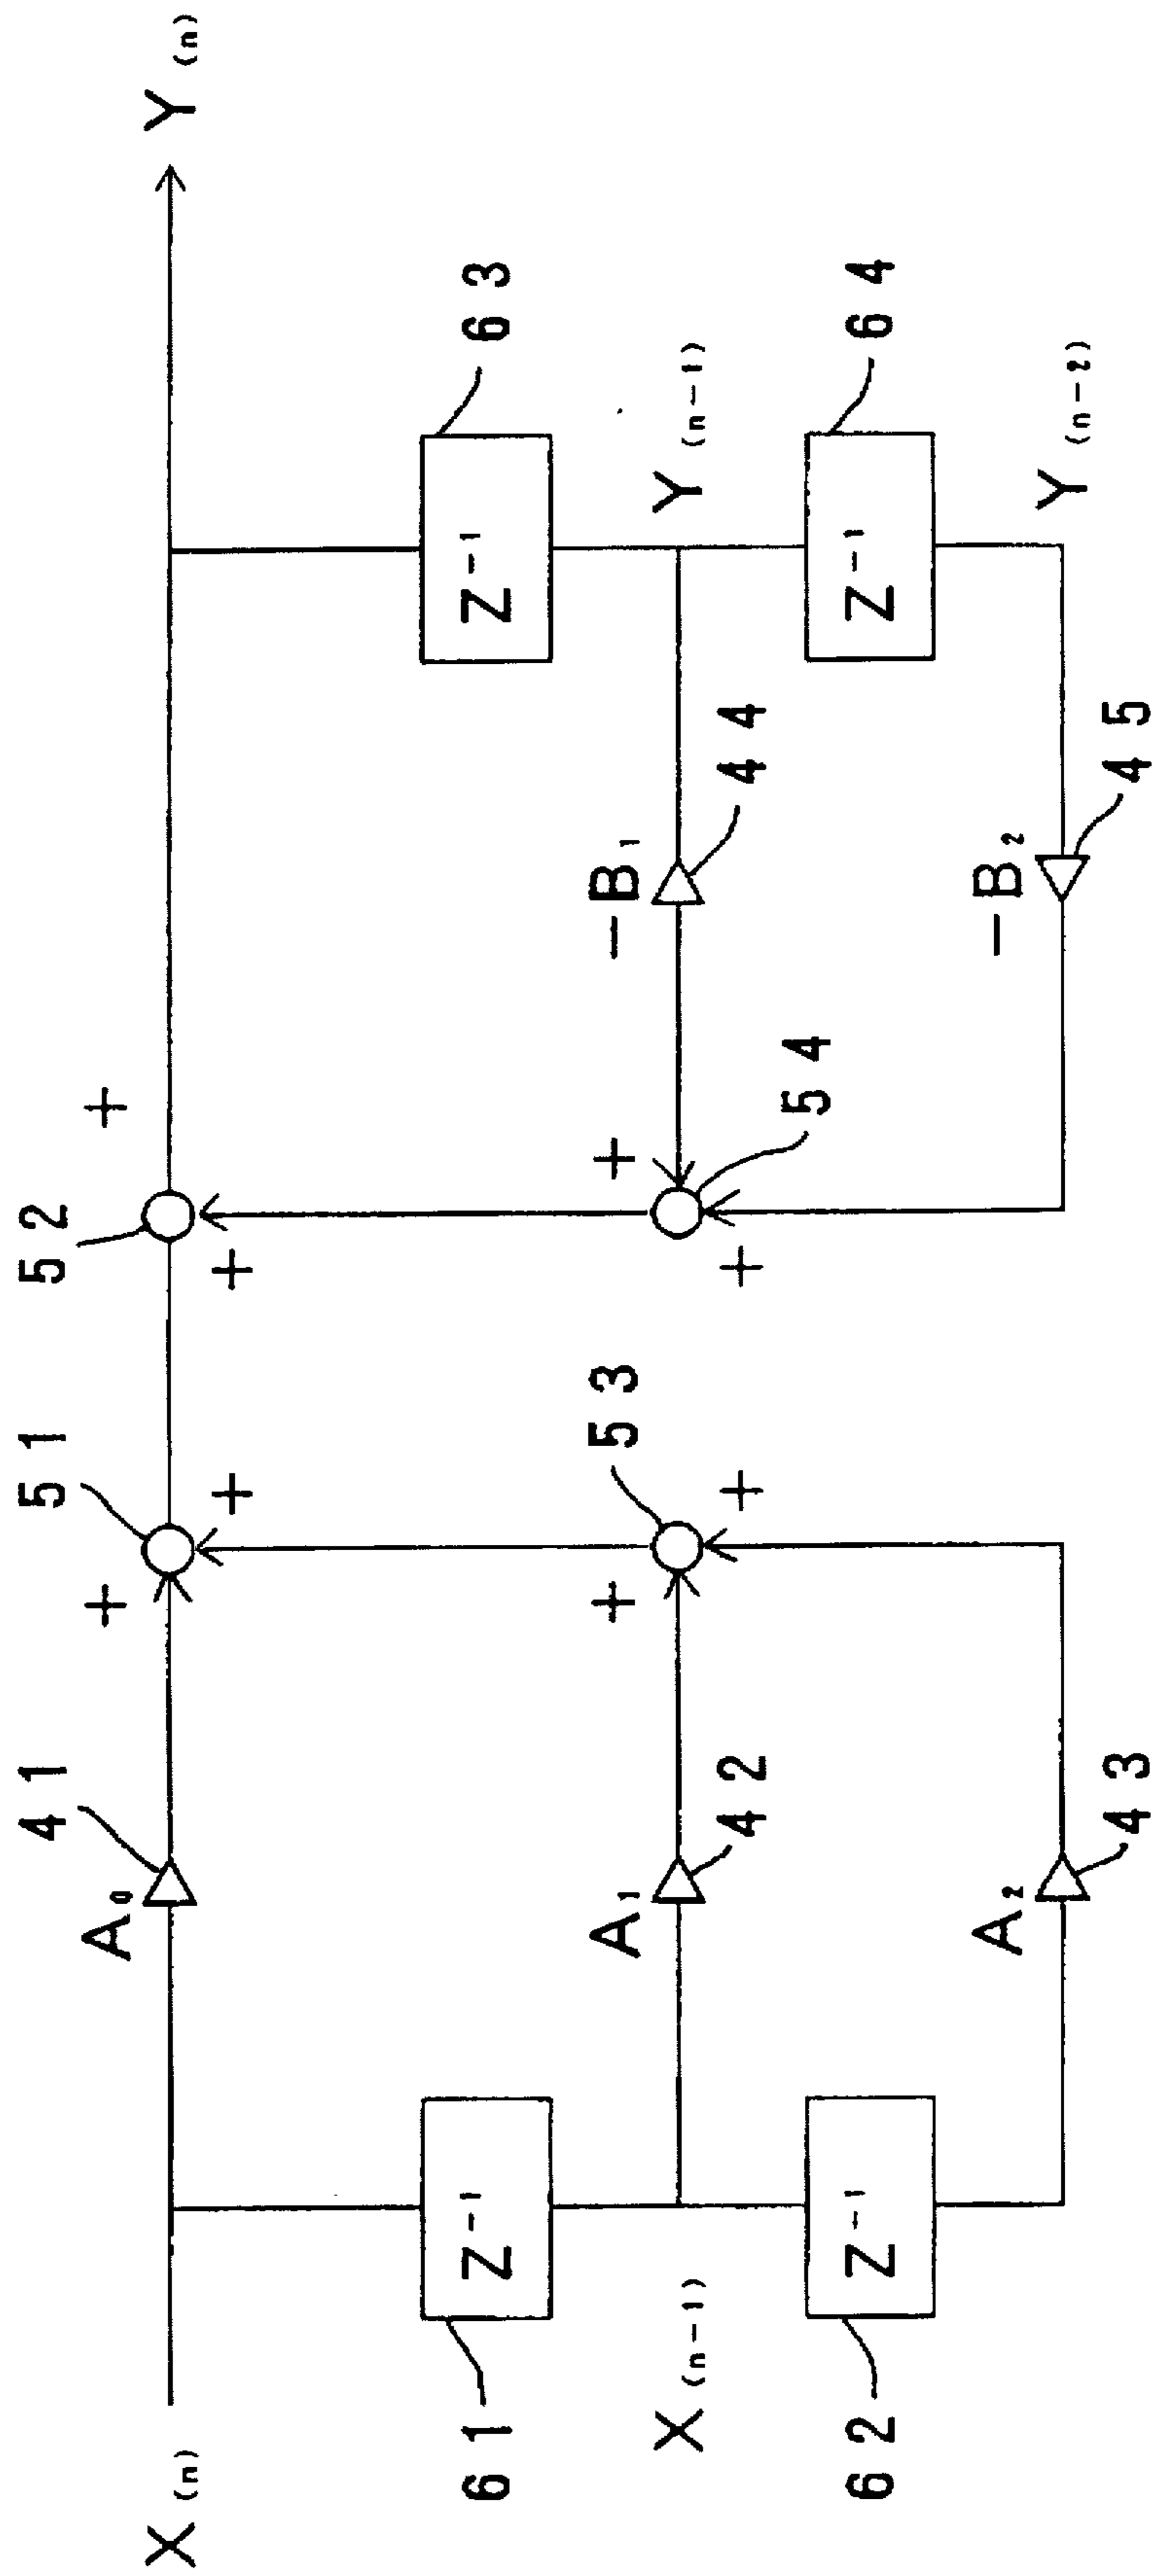 X(n)
A₀
41
+
51
+
52
+
+
Y(n)
61
Z⁻¹
63
Z⁻¹
X(n-1)
A₁
42
+
53
+
54
+
+
-B₁
44
Y(n-1)
62
Z⁻¹
64
Z⁻¹
A₂
43
-B₂
45
Y(n-2)